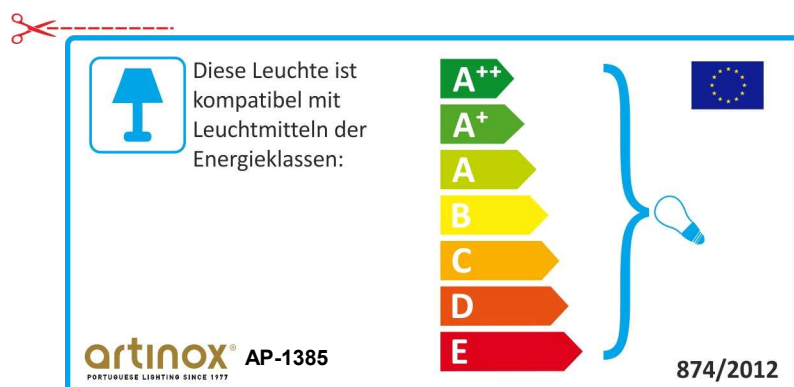 Diese Leuchte ist
kompatibel mit
Leuchtmitteln der
Energieklassen:
A++
A+
A
B
C
D
E
artinox® AP-1385
PORTUGUESE LIGHTING SINCE 1977
874/2012